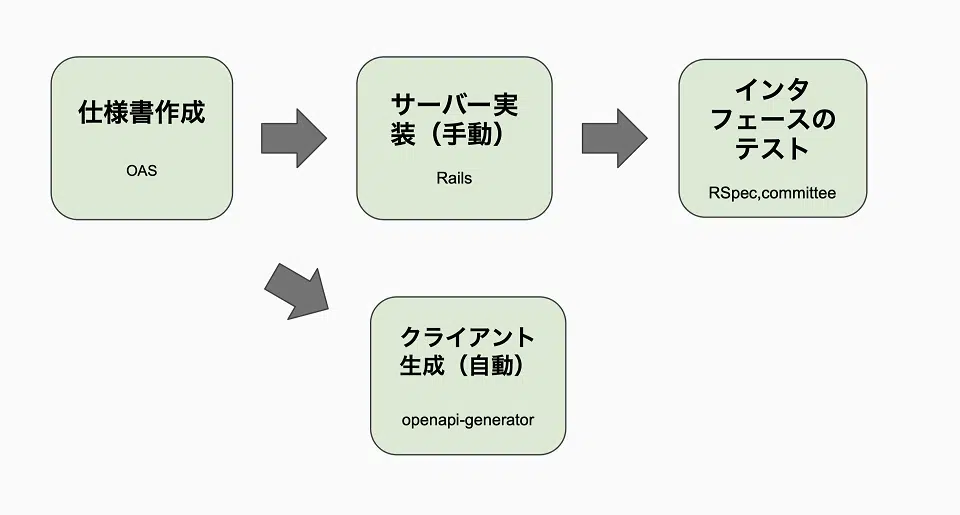 仕様書作成
OAS
サーバー実
装（手動）
Rails
インタ
フェースの
テスト
RSpec,committee
クライアント
生成（自動）
openapi-generator